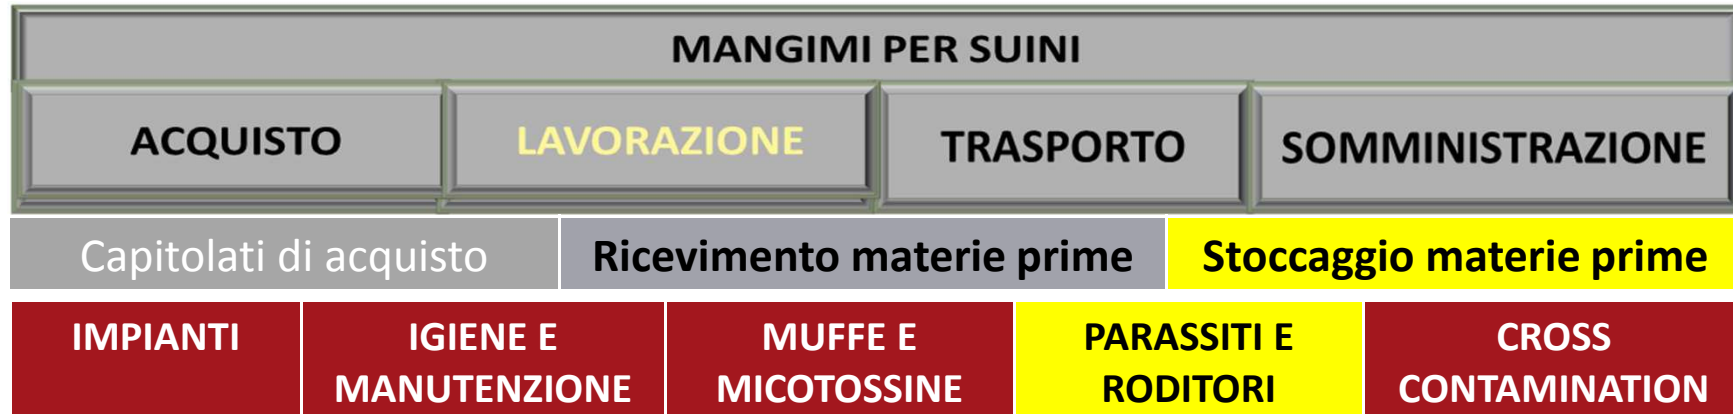 MANGIMI PER SUINI
ACQUISTO LAVORAZIONE TRASPORTO SOMMINISTRAZIONE
Capitolati di acquisto Ricevimento materie prime Stoccaggio materie prime
IMPIANTI
IGIENE E
MANUTENZIONE
MUFFE E
MICOTOSSINE
PARASSITI E
RODITORI
CROSS
CONTAMINATION